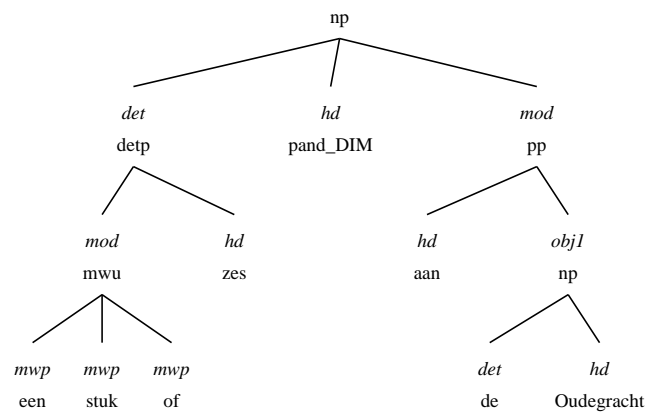 np
det hd mod
detp pand_DIM pp
mod hd hd obj1
mwu zes aan np
mwp mwp mwp det hd
een stuk of de Oudegracht